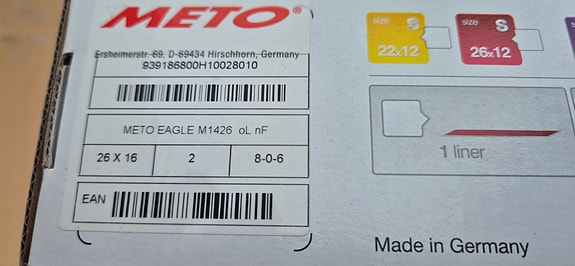 METO®
Ersheimerstr. 69, D-69434 Hirschhorn, Germany
939186800H10028010
METO EAGLE M1426 oL nF
26 X 16 2 8-0-6
EAN
size S
22x12
size S
26x12
1 liner
Made in Germany